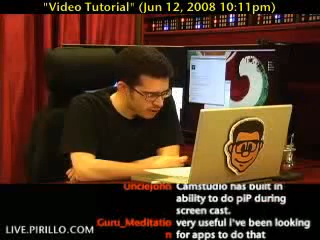 "Video Tutorial" (Jun 12, 2008 10:11pm)
UncleJohn Camstudio has built in
ability to do piP during
screen cast.
Guru_Meditatio very useful i've been looking
n for apps to do that
LIVE.PIRILLO.COM